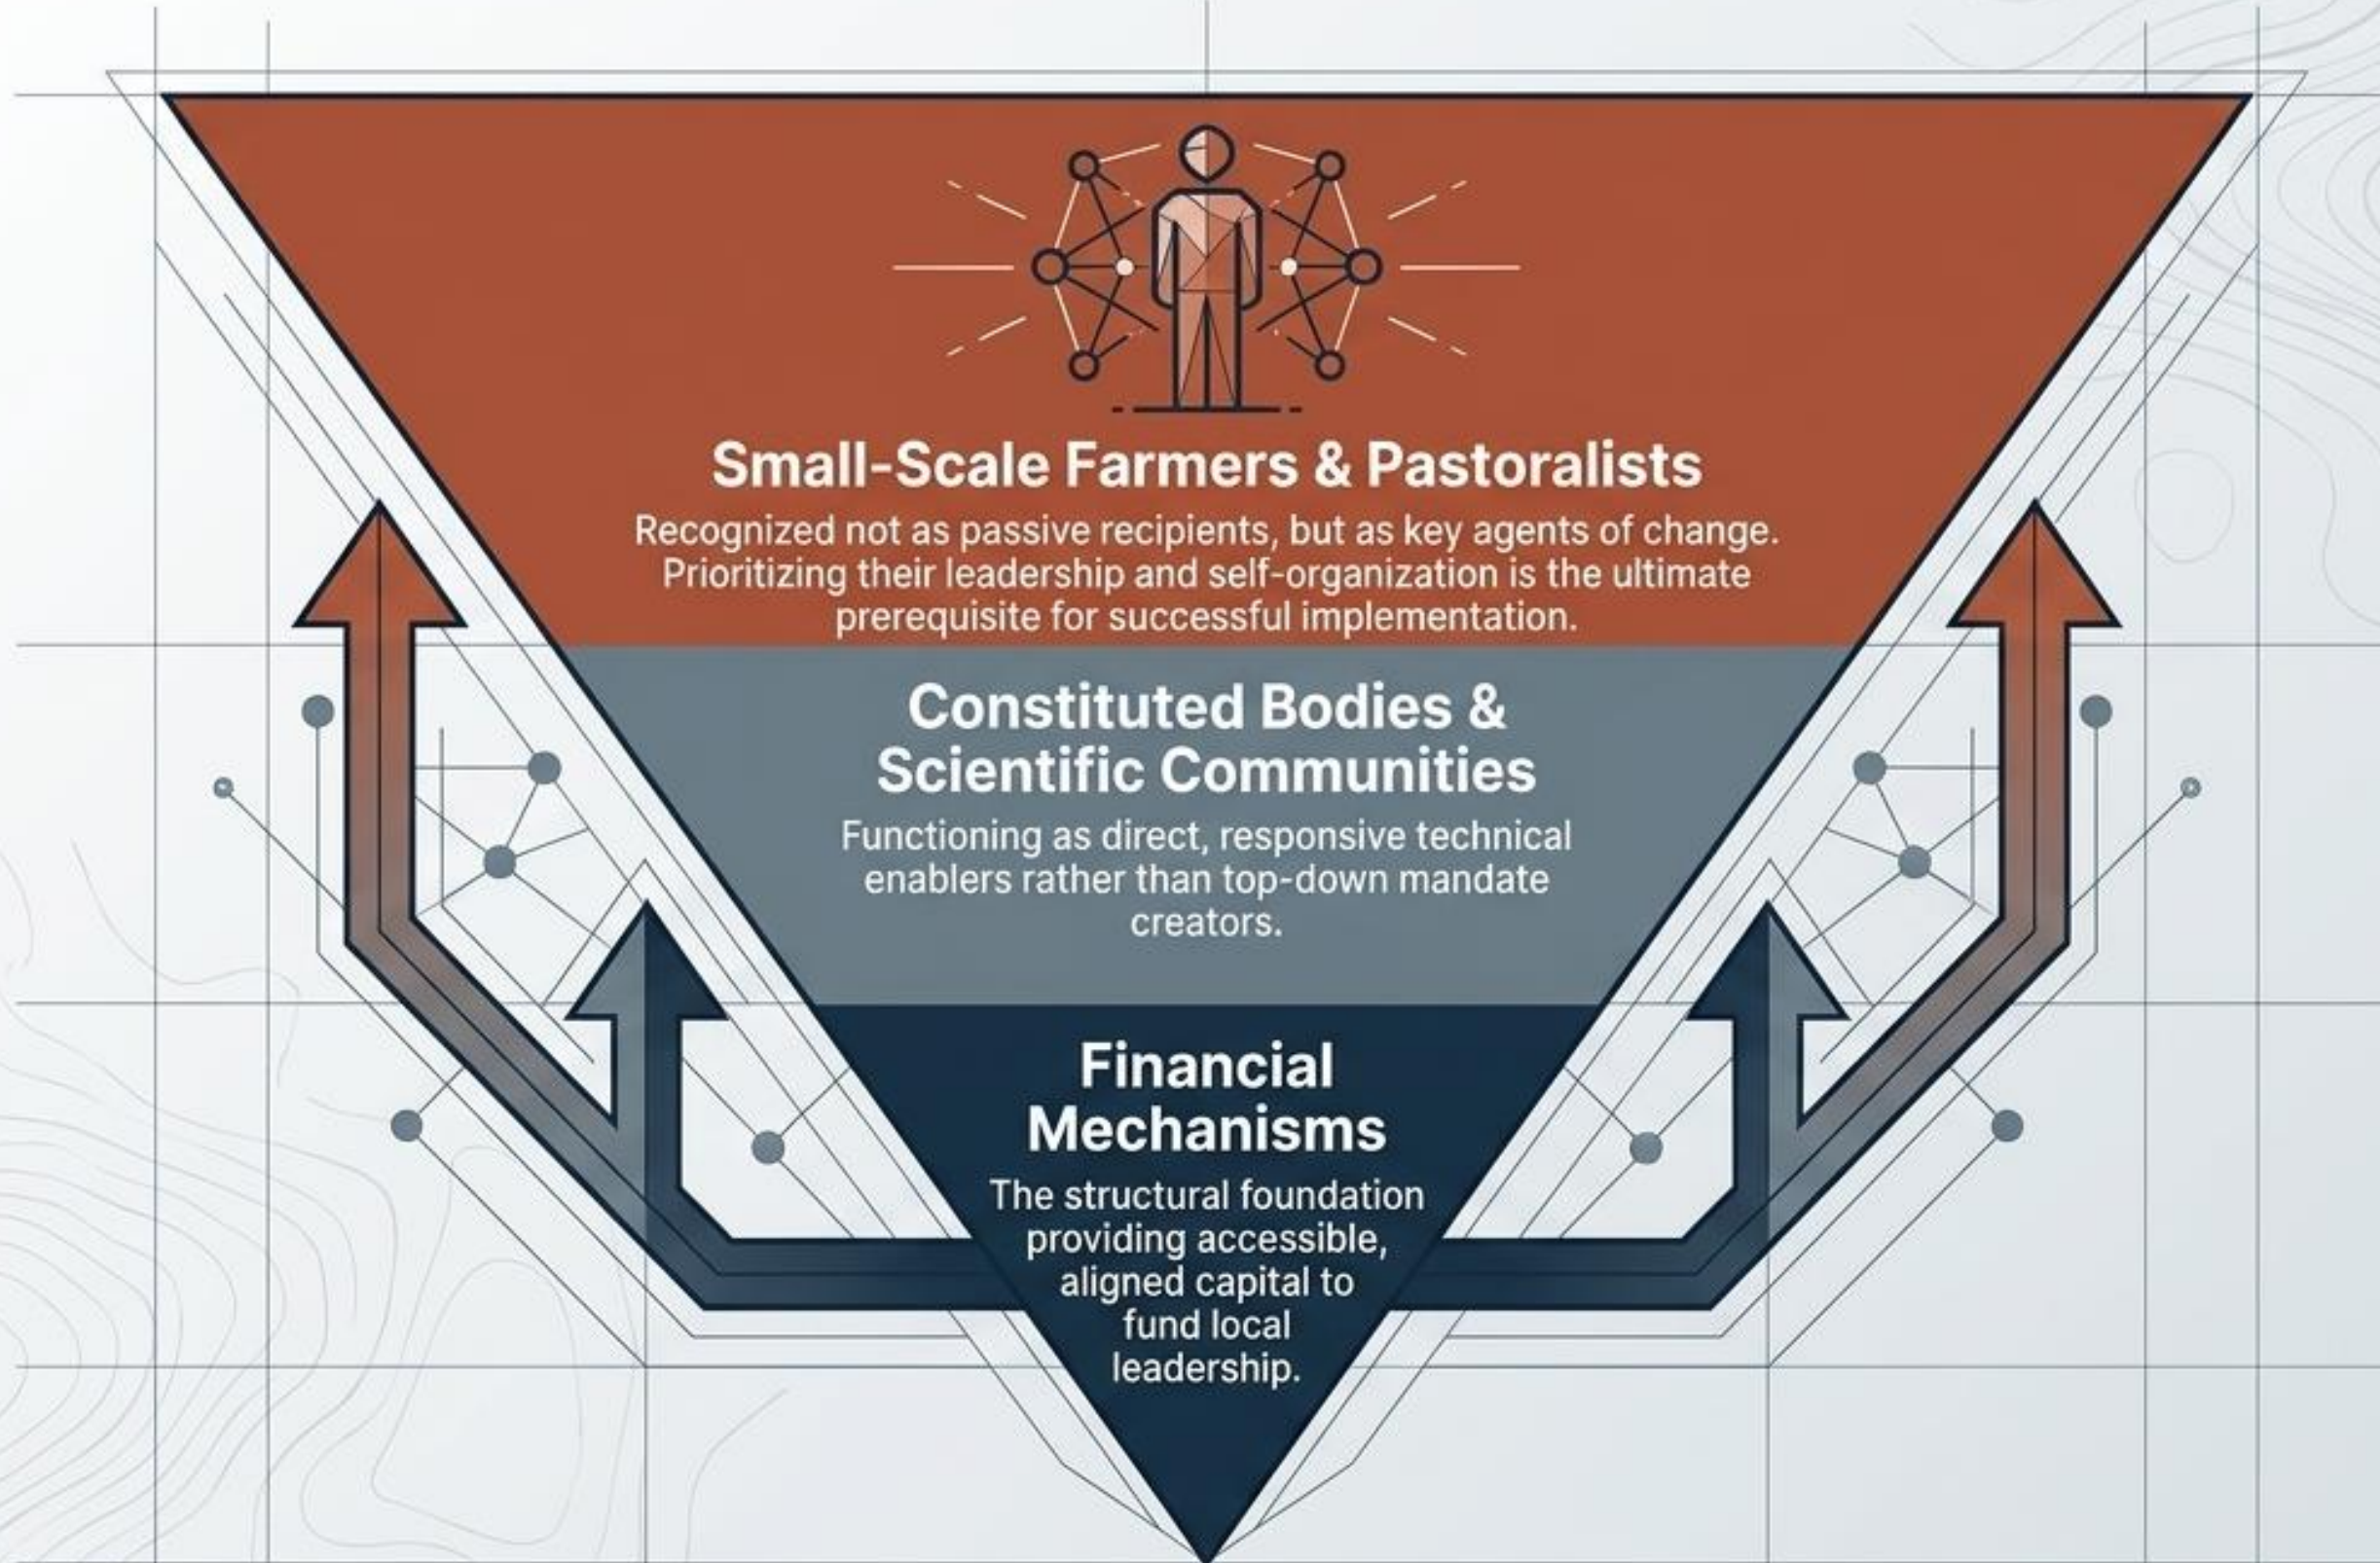 Small-Scale Farmers & Pastoralists
Recognized not as passive recipients, but as key agents of change.
Prioritizing their leadership and self-organization is the ultimate
prerequisite for successful implementation.
Constituted Bodies &
Scientific Communities
Functioning as direct, responsive technical
enablers rather than top-down mandate
creators.
Financial
Mechanisms
The structural foundation
providing accessible,
aligned capital to
fund local
leadership.